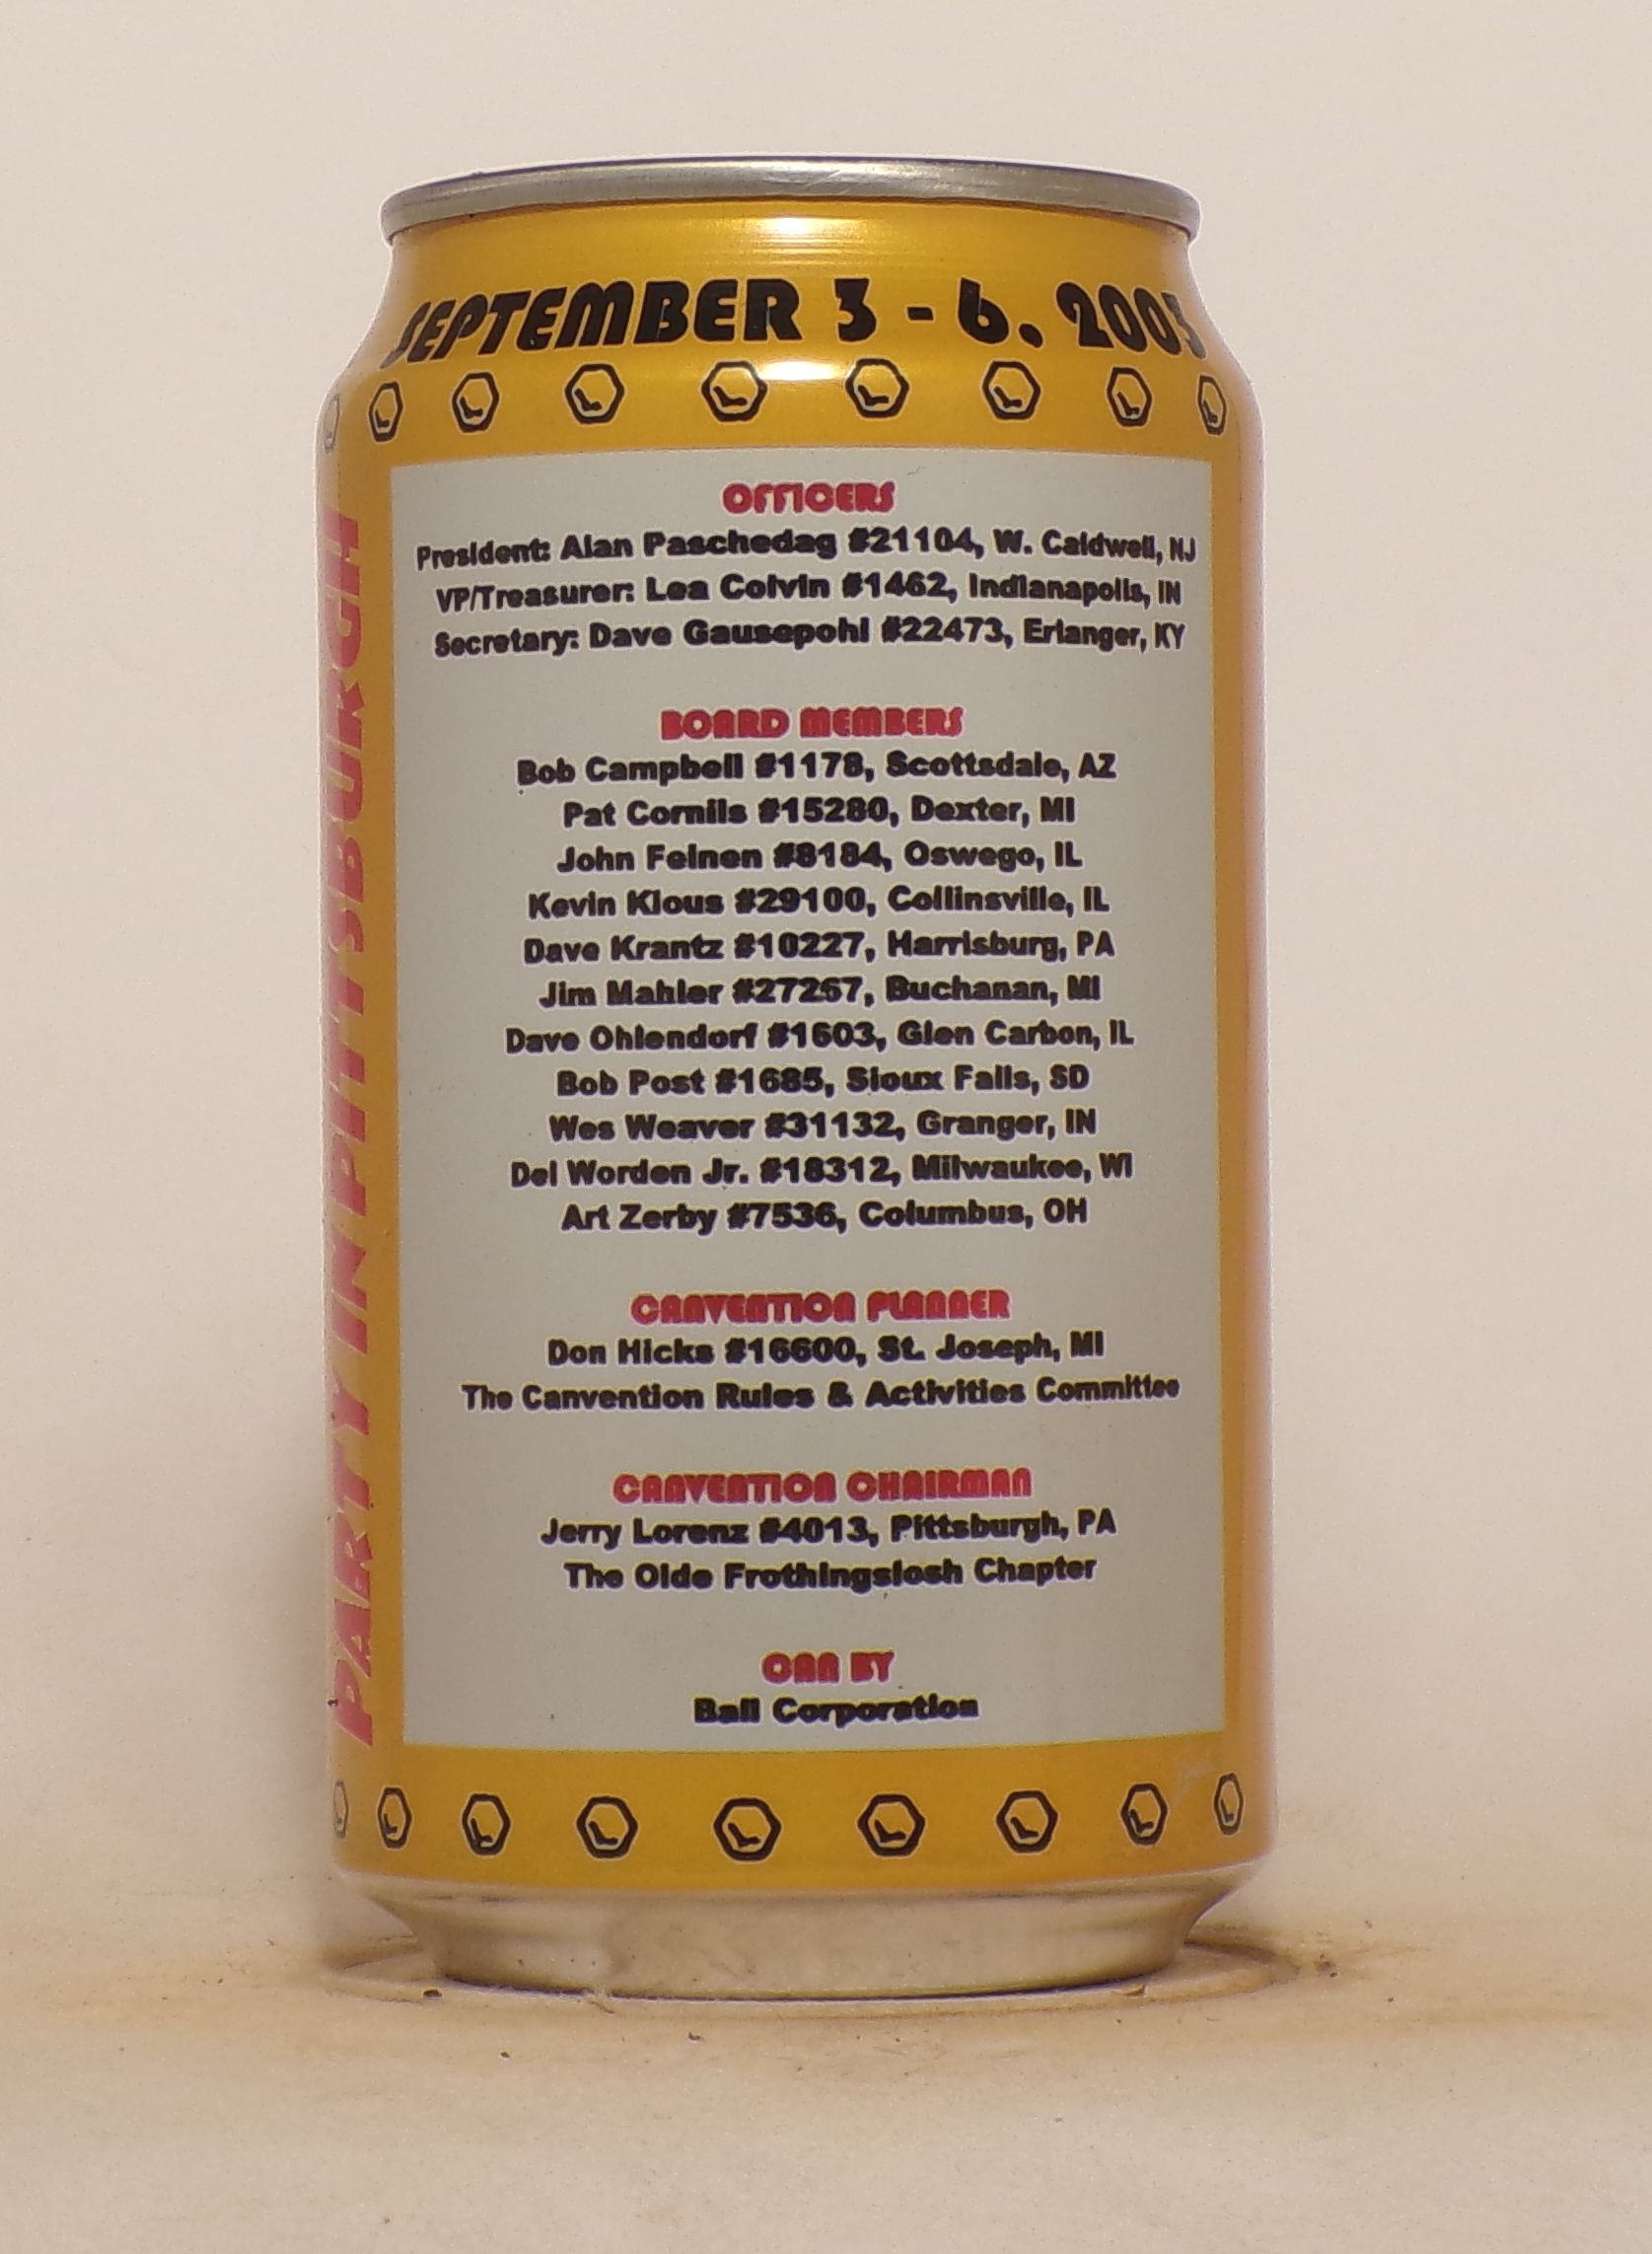 SEPTEMBER 3 - 6, 2003
OFFICERS
President: Alan Paschedag #21104, W. Caldwell, NJ
VP/Treasurer: Lea Colvin #1462, Indianapolis, IN
Secretary: Dave Gausepohl #22473, Erlanger, KY
BOARD MEMBERS
Bob Campbell #1178, Scottsdale, AZ
Pat Cornils #15280, Dexter, MI
John Feinen #8184, Oswego, IL
Kevin Kious #29100, Collinsville, IL
Dave Krantz #10227, Harrisburg, PA
Jim Mahler #27267, Buchanan, MI
Dave Ohlendorf #1603, Glen Carbon, IL
Bob Post #1685, Sioux Falls, SD
Wes Weaver #31132, Granger, IN
Del Worden Jr. #18312, Milwaukee, WI
Art Zerby #7536, Columbus, OH
CANVENTION PLANNER
Don Hicks #16600, St. Joseph, MI
The Canvention Rules & Activities Committee
CANVENTION CHAIRMAN
Jerry Lorenz #4013, Pittsburgh, PA
The Olde Frothingslosh Chapter
CAN BY
Ball Corporation
PARTY IN PITTSBURGH